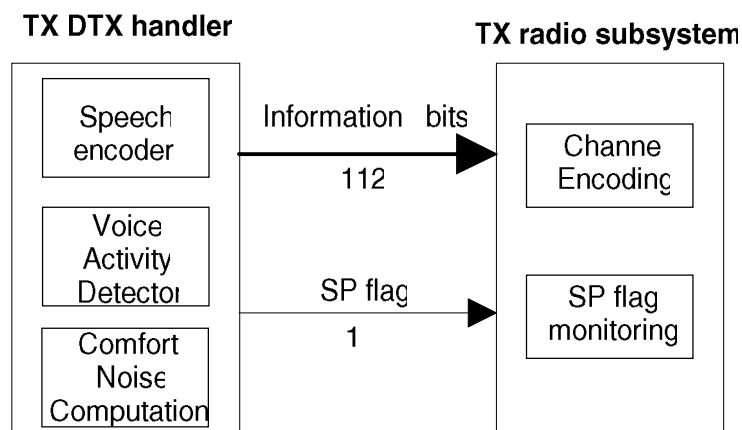 TX DTX handler
TX radio subsystem
Speech
encoder
Information bits
112
Channe
Encoding
Voice
Activity
Detector
SP flag
1
SP flag
monitoring
Comfort
Noise
Computation